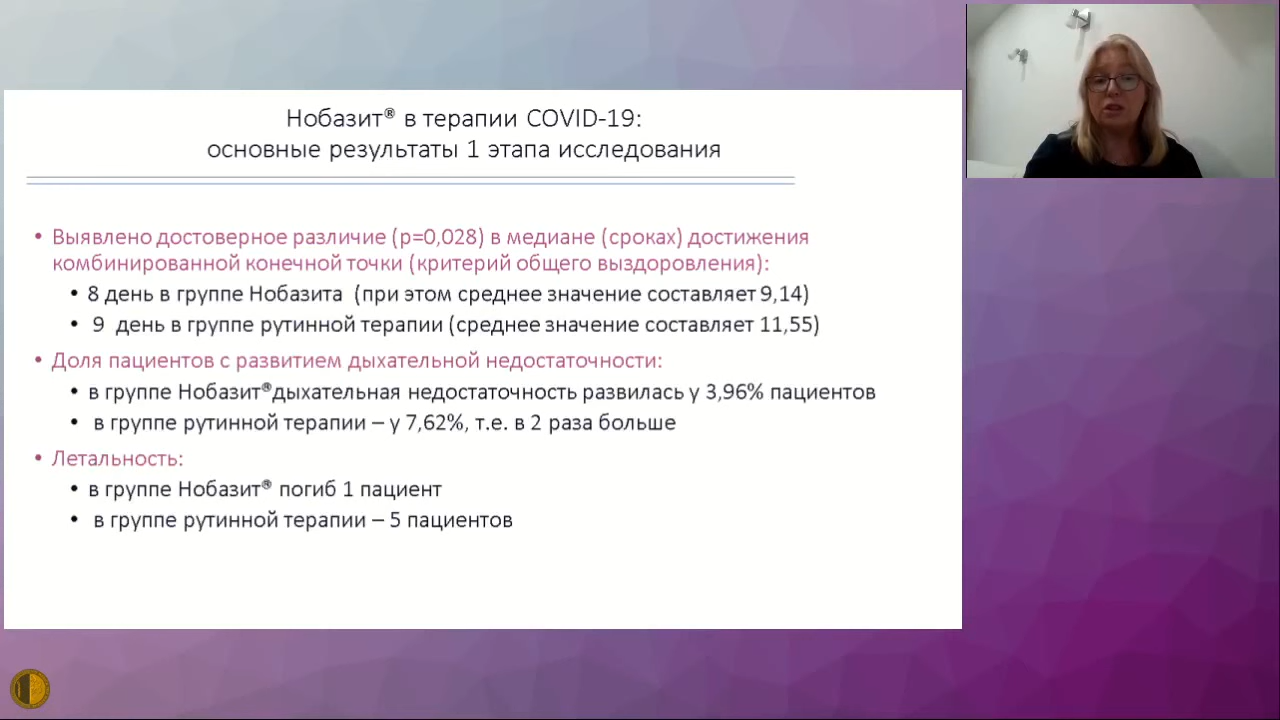 Нобазит® в терапии COVID-19:
основные результаты 1 этапа исследования
• Выявлено достоверное различие (p=0,028) в медиане (сроках) достижения
комбинированной конечной точки (критерий общего выздоровления):
• 8 день в группе Нобазита (при этом среднее значение составляет 9,14)
• 9 день в группе рутинной терапии (среднее значение составляет 11,55)
• Доля пациентов с развитием дыхательной недостаточности:
• в группе Нобазит®дыхательная недостаточность развилась у 3,96% пациентов
• в группе рутинной терапии – у 7,62%, т.е. в 2 раза больше
• Летальность:
• в группе Нобазит® погиб 1 пациент
• в группе рутинной терапии – 5 пациентов